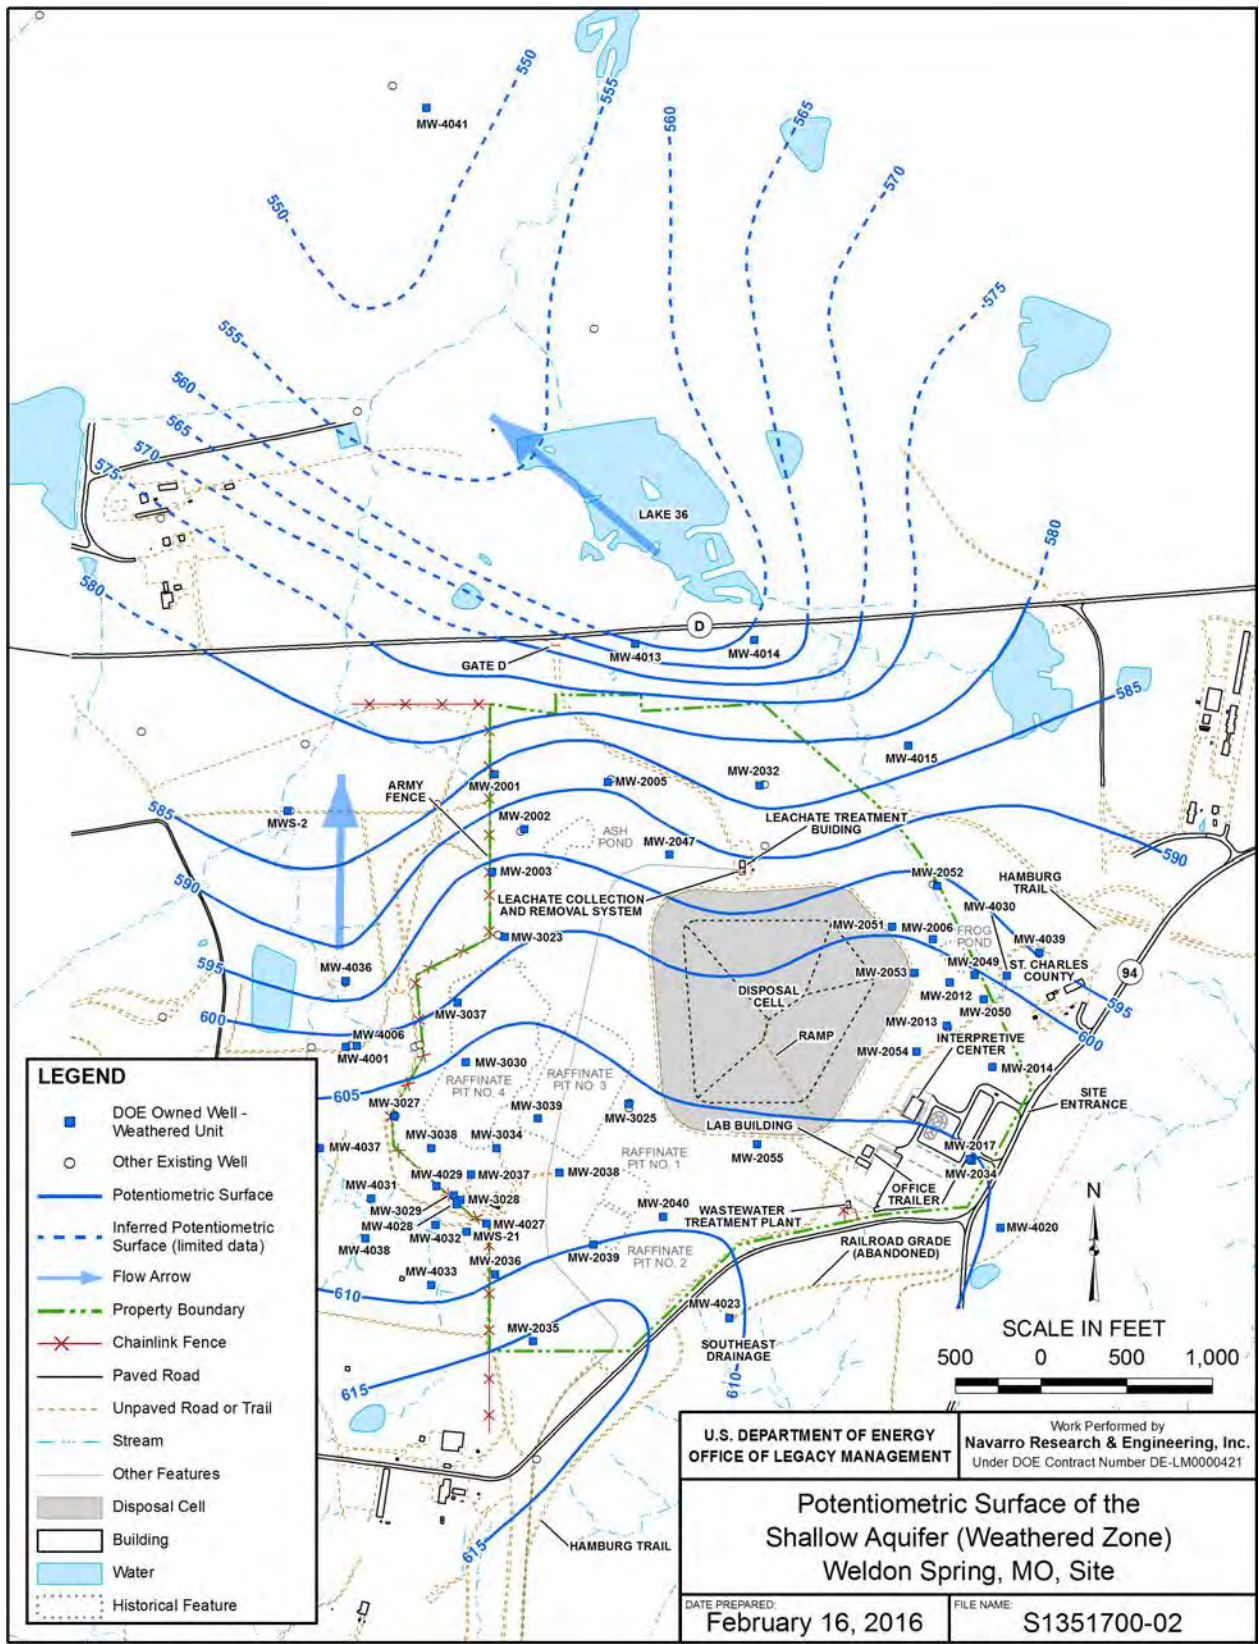 550
MW-4041
555
560
565
570
550
575
555
560
565
570
575
LAKE 36
580
580
D
GATE D
MW-4013
MW-4014
585
MW-4015
ARMY
FENCE
MW-2001
MW-2005
MW-2032
585
MWS-2
MW-2002
ASH
POND
MW-2047
LEACHATE TREATMENT
BUIDING
590
590
MW-2003
LEACHATE COLLECTION
AND REMOVAL SYSTEM
MW-2052
HAMBURG
TRAIL
MW-4030
MW-2051
MW-2006
FROG
POND
MW-4039
MW-3023
595
MW-4036
MW-2053
MW-2049
ST. CHARLES
COUNTY
94
DISPOSAL
CELL
MW-2012
MW-2050
595
600
MW-3037
RAMP
MW-2013
600
MW-4006
MW-4001
MW-2054
INTERPRETIVE
CENTER
MW-3030
MW-2014
RAFFINATE
PIT NO. 4
RAFFINATE
PIT NO. 3
605
MW-3027
MW-3039
MW-3025
LAB BUILDING
SITE
ENTRANCE
MW-4037
MW-3038
MW-3034
RAFFINATE
PIT NO. 1
MW-2055
MW-2017
MW-2034
MW-4029
MW-2037
MW-2038
OFFICE
TRAILER
MW-4031
MW-3029
MW-3028
MW-4028
MW-4027
MW-2040
WASTEWATER
TREATMENT PLANT
MW-4032
MWS-21
MW-4020
MW-4038
MW-2039
RAFFINATE
PIT NO. 2
RAILROAD GRADE
(ABANDONED)
N
MW-2036
MW-4033
610
MW-4023
MW-2035
SOUTHEAST
DRAINAGE
615
610
615
HAMBURG TRAIL
LEGEND
DOE Owned Well -
Weathered Unit
Other Existing Well
Potentiometric Surface
Inferred Potentiometric
Surface (limited data)
Flow Arrow
Property Boundary
Chainlink Fence
Paved Road
Unpaved Road or Trail
Stream
Other Features
Disposal Cell
Building
Water
Historical Feature
SCALE IN FEET
500 0 500 1,000
U.S. DEPARTMENT OF ENERGY
OFFICE OF LEGACY MANAGEMENT
Work Performed by
Navarro Research & Engineering, Inc.
Under DOE Contract Number DE-LM0000421
Potentiometric Surface of the
Shallow Aquifer (Weathered Zone)
Weldon Spring, MO, Site
DATE PREPARED:
February 16, 2016
FILE NAME:
S1351700-02